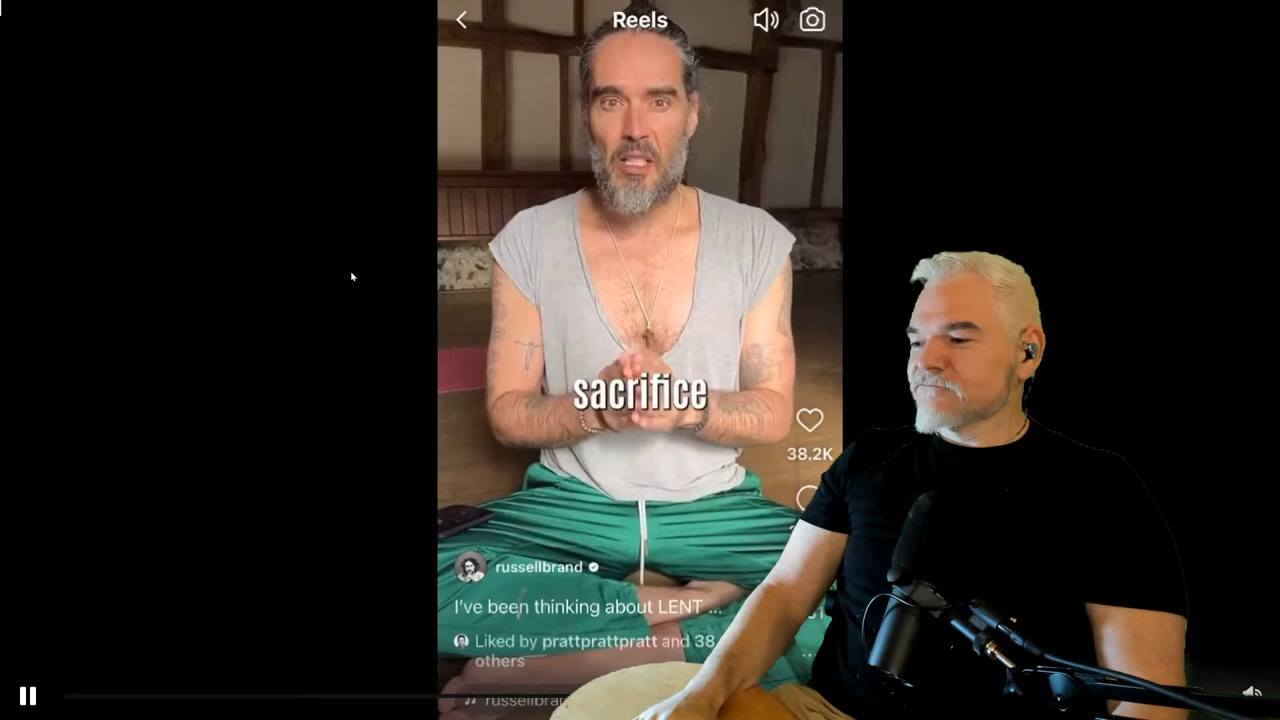 Reels
sacrifice
38.2K
russellbrand
I've been thinking about LENT ...
Liked by prattprattpratt and 38
others